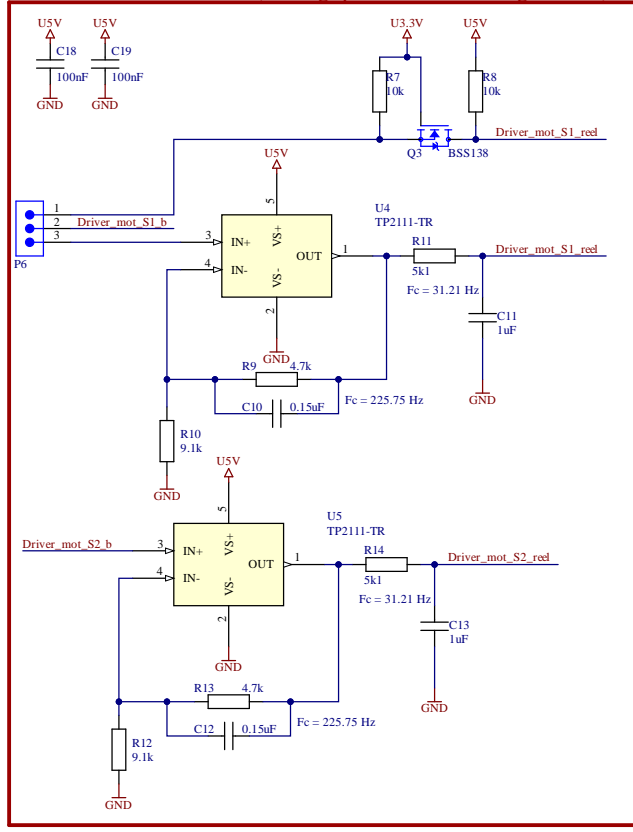 U5V
U5V
U3.3V
U5V
C18
C19
100nF
100nF
GND
GND
R7
10k
R8
10k
Driver_mot_S1_reel
Q3
BSS138
U5V
P6
1
2
3
Driver_mot_S1_b
U4
TP2111-TR
5
VS+
3
IN+
OUT
1
4
IN-
VS-
2
GND
R11
5k1
Driver_mot_S1_reel
Fc = 31.21 Hz
C11
1uF
GND
R9
4.7k
C10
0.15uF
Fc = 225.75 Hz
R10
9.1k
GND
U5V
U5
TP2111-TR
5
VS+
Driver_mot_S2_b
3
IN+
OUT
1
4
IN-
VS-
2
GND
R14
5k1
Driver_mot_S2_reel
Fc = 31.21 Hz
C13
1uF
GND
R13
4.7k
C12
0.15uF
Fc = 225.75 Hz
R12
9.1k
GND